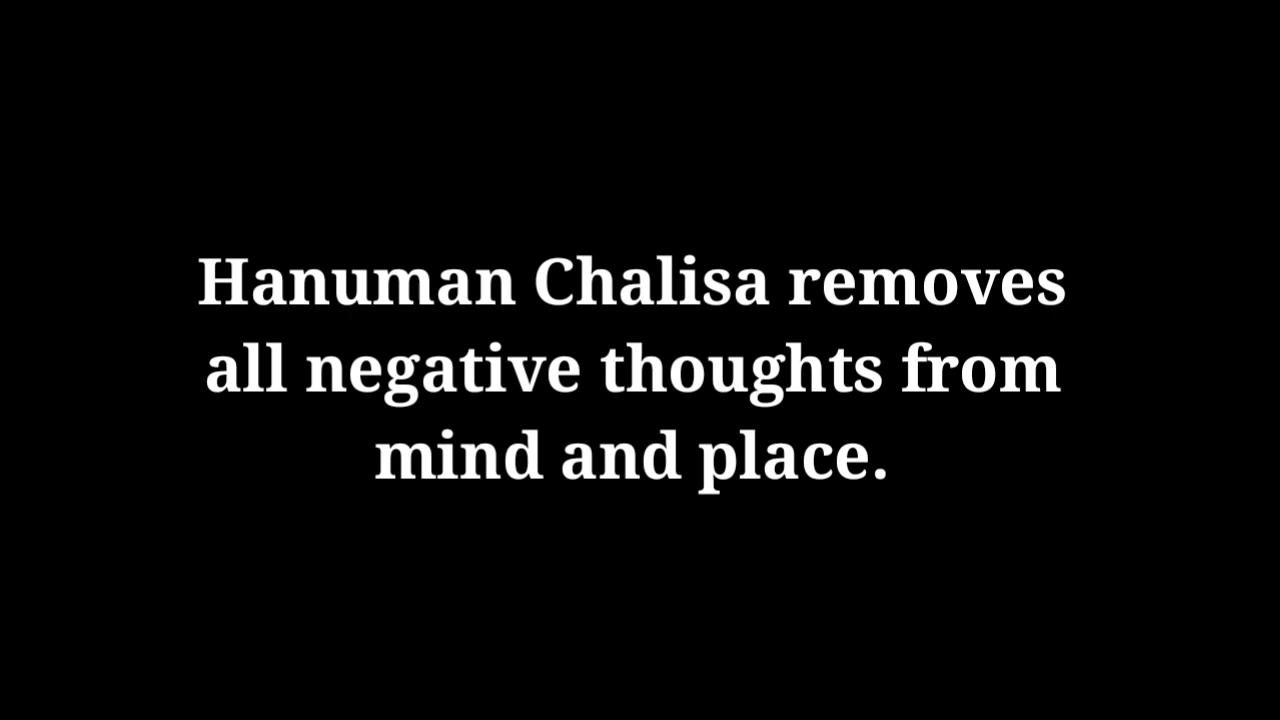 Hanuman Chalisa removes
all negative thoughts from
mind and place.